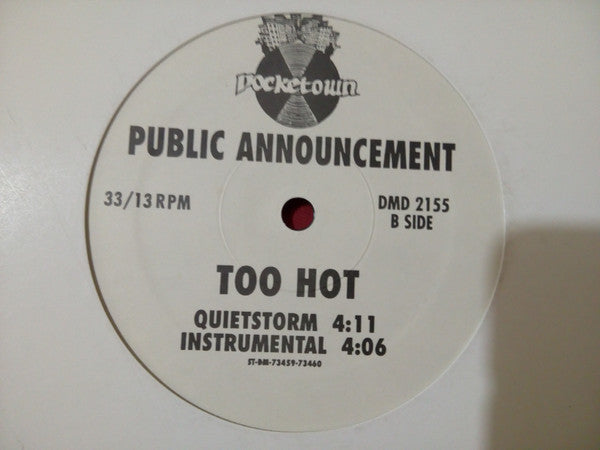 pocketown
PUBLIC ANNOUNCEMENT
33/13 RPM
DMD 2155
B SIDE
TOO HOT
QUIETSTORM 4:11
INSTRUMENTAL 4:06
ST-DM-73459-73460